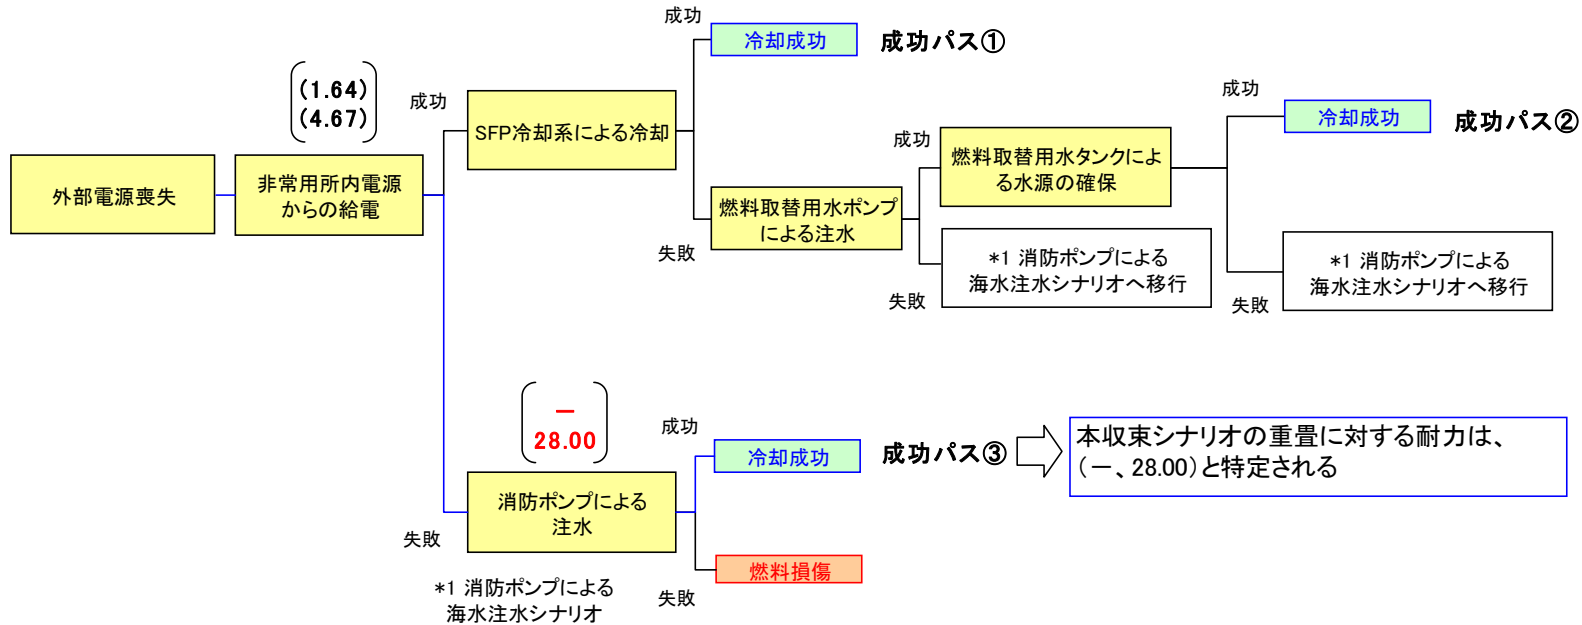 成功
冷却成功
成功パス①
(1.64)
(4.67)
成功
SFP冷却系による冷却
成功
冷却成功
成功パス②
成功
燃料取替用水タンクによ
る水源の確保
外部電源喪失
非常用所内電源
からの給電
燃料取替用水ポンプ
による注水
失敗
*1 消防ポンプによる
海水注水シナリオへ移行
失敗
*1 消防ポンプによる
海水注水シナリオへ移行
失敗
－
28.00
成功
冷却成功
成功パス③
本収束シナリオの重畳に対する耐力は、
（－、28.00）と特定される
消防ポンプによる
注水
失敗
燃料損傷
失敗
*1 消防ポンプによる
海水注水シナリオ